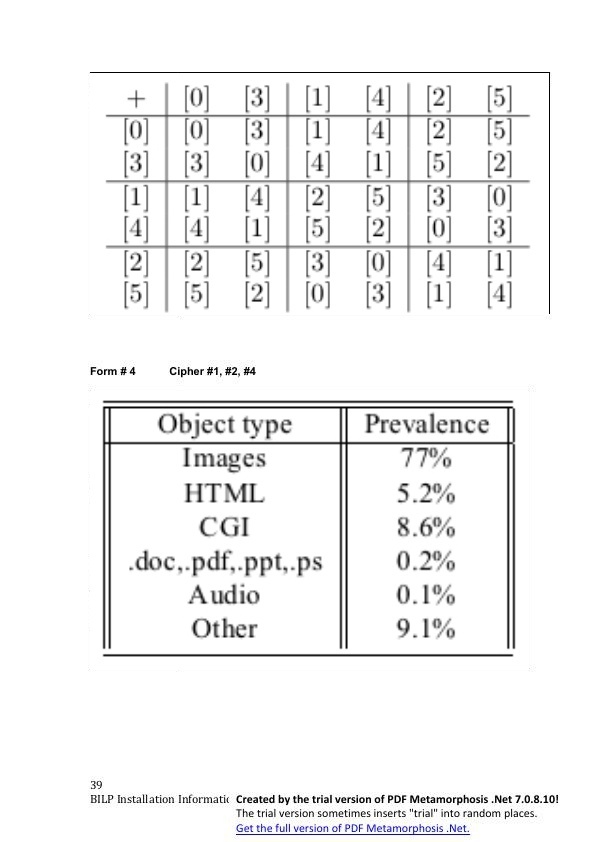 + [0] [3] [1] [4] [2] [5]
[0] [0] [3] [1] [4] [2] [5]
[3] [3] [0] [4] [1] [5] [2]
[1] [1] [4] [2] [5] [3] [0]
[4] [4] [1] [5] [2] [0] [3]
[2] [2] [5] [3] [0] [4] [1]
[5] [5] [2] [0] [3] [1] [4]
Form # 4 Cipher #1, #2, #4
Object type Prevalence
Images 77%
HTML 5.2%
CGI 8.6%
.doc,.pdf,.ppt,.ps 0.2%
Audio 0.1%
Other 9.1%
39
BILP Installation Informatic Created by the trial version of PDF Metamorphosis .Net 7.0.8.10!
The trial version sometimes inserts "trial" into random places.
Get the full version of PDF Metamorphosis .Net.